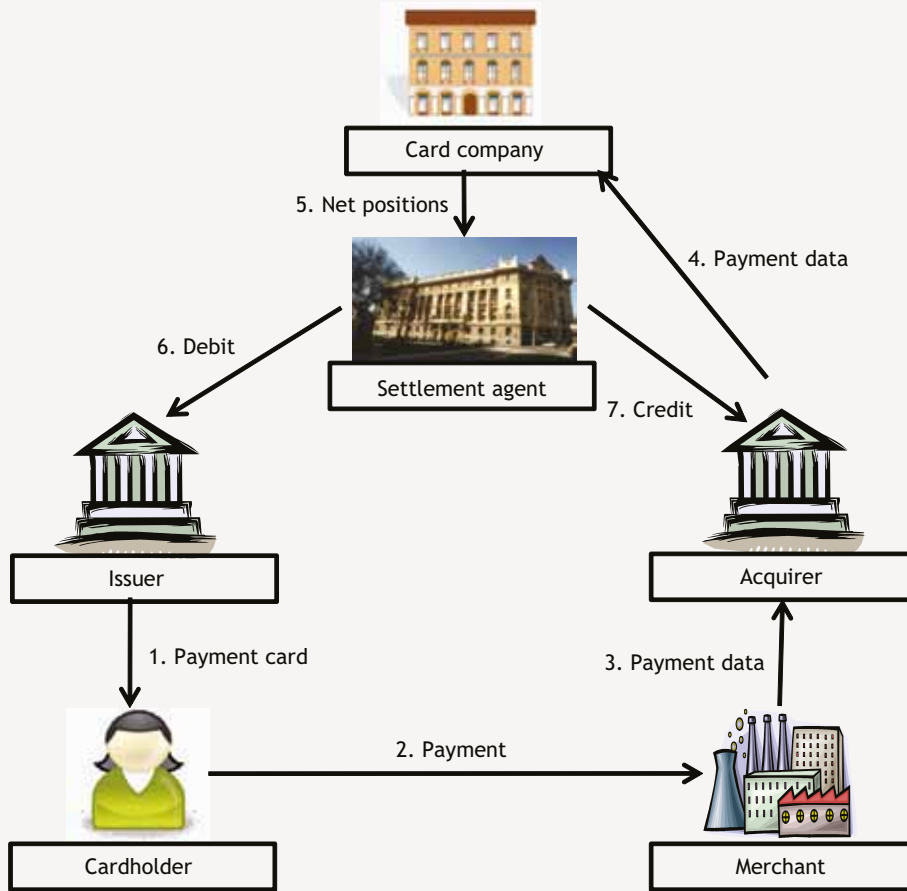 Card company
5. Net positions
4. Payment data
6. Debit
Settlement agent
7. Credit
Issuer
Acquirer
1. Payment card
3. Payment data
2. Payment
Cardholder
Merchant